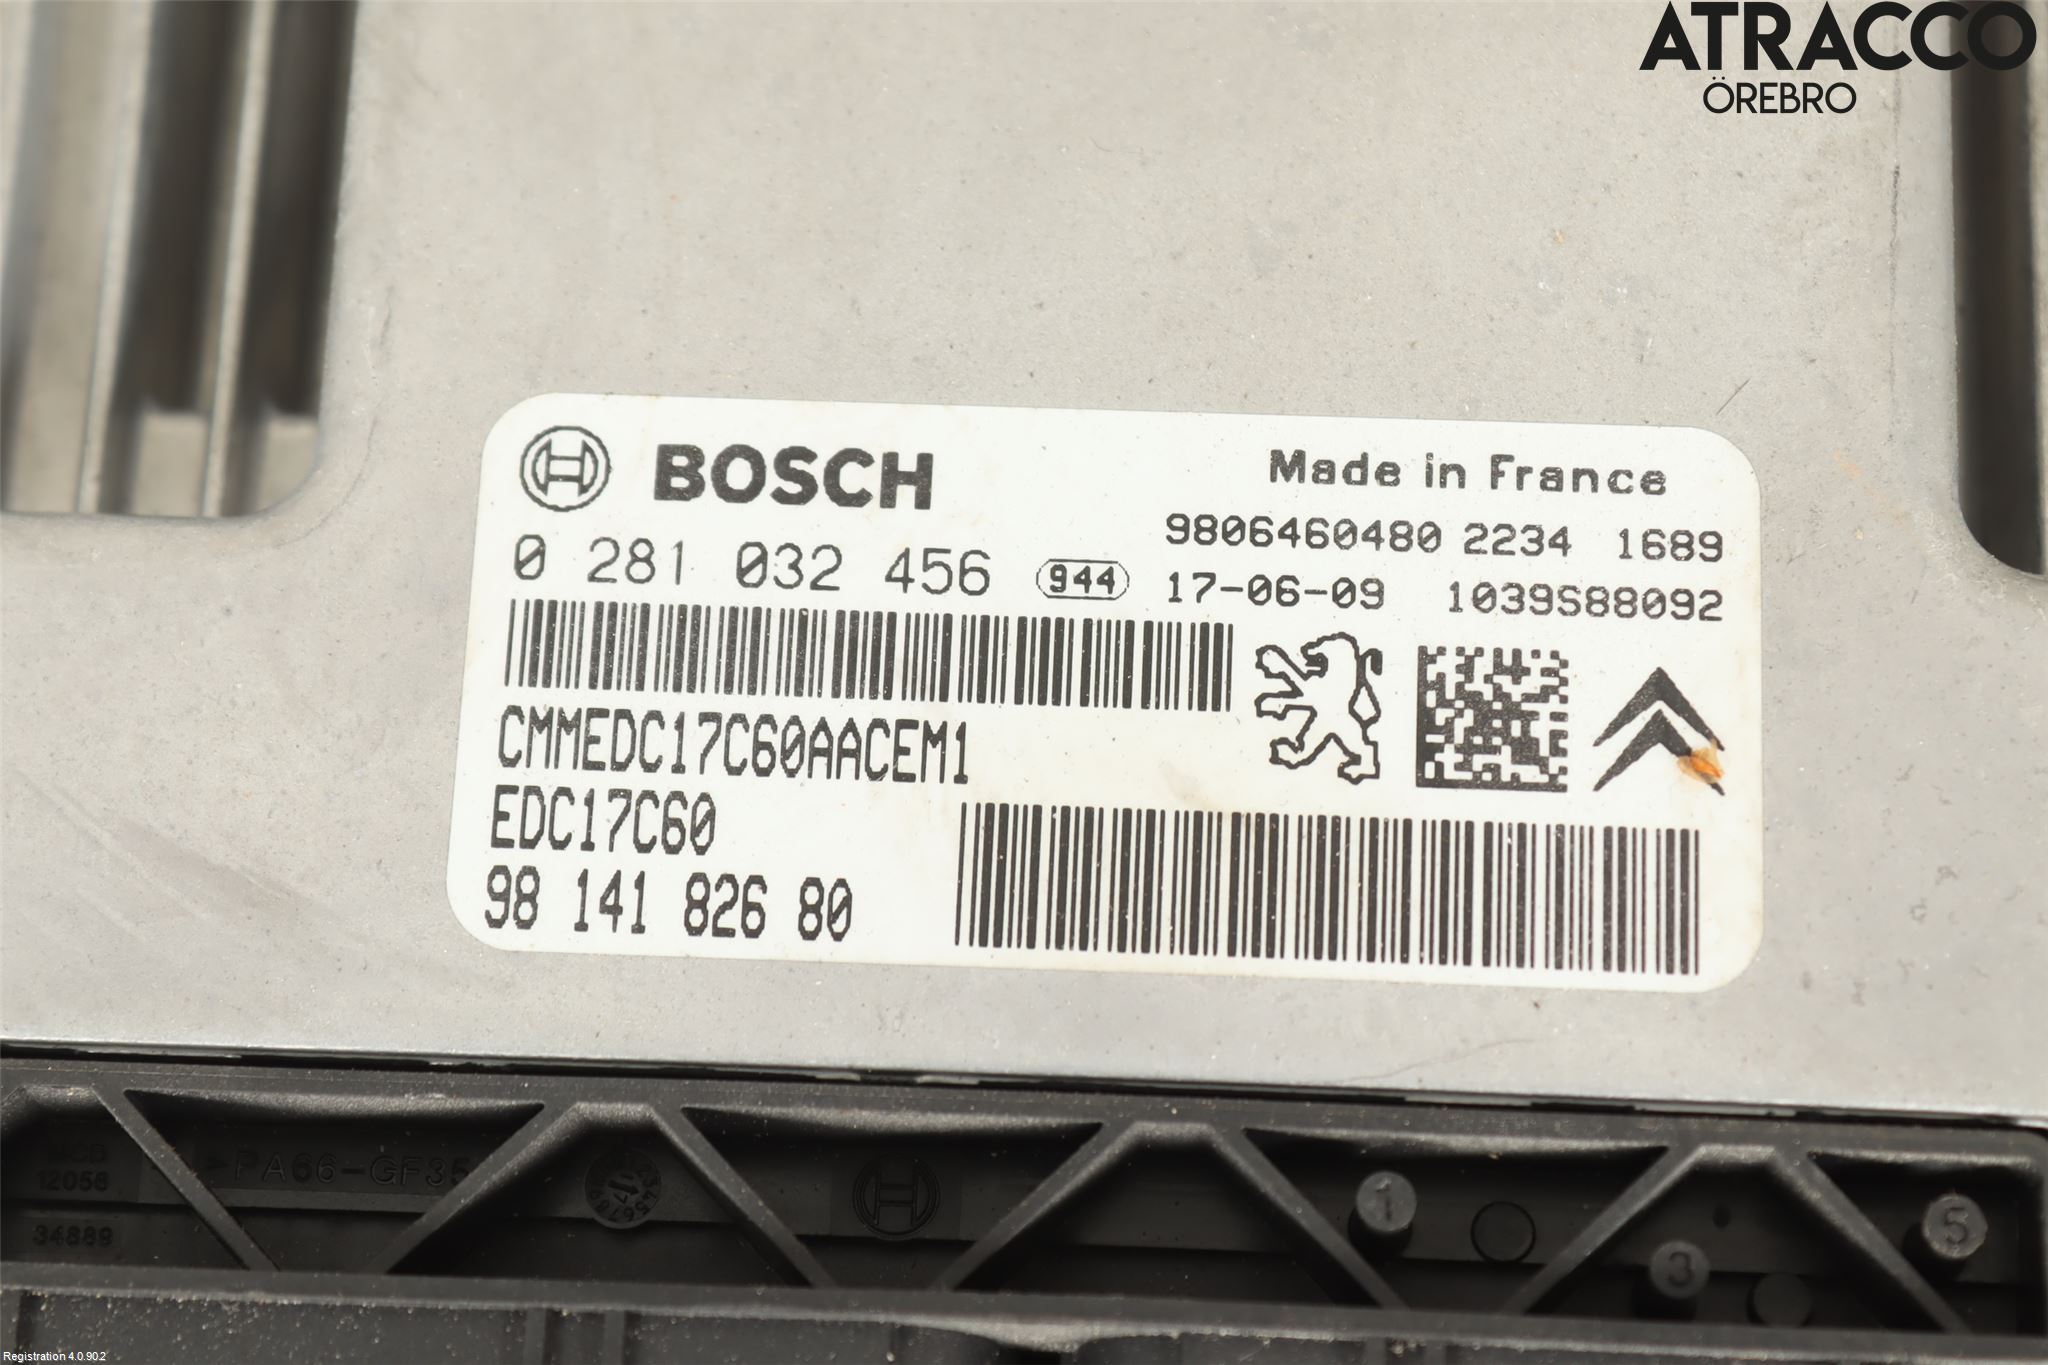 ATRACCO
ÖREBRO
BOSCH
Made in France
9806460480 2234 1689
0 281 032 456 944 17-06-09 1039S88092
CMMEDC17C60AACEM1
EDC17C60
98 141 826 80
MCD
12056
>PA66-GF35
34889
1
3
5
Registration 4.0.90.2